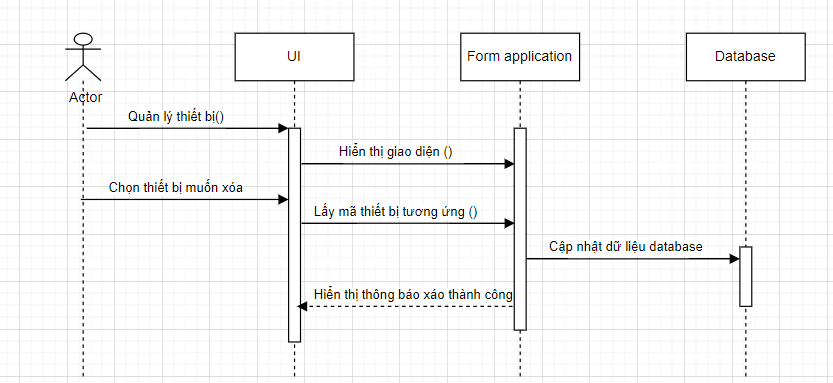 UI
Form application
Database
Actor
Quản lý thiết bị()
Hiển thị giao diện ()
Chọn thiết bị muốn xóa
Lấy mã thiết bị tương ứng ()
Cập nhật dữ liệu database
Hiển thị thông báo xáo thành công